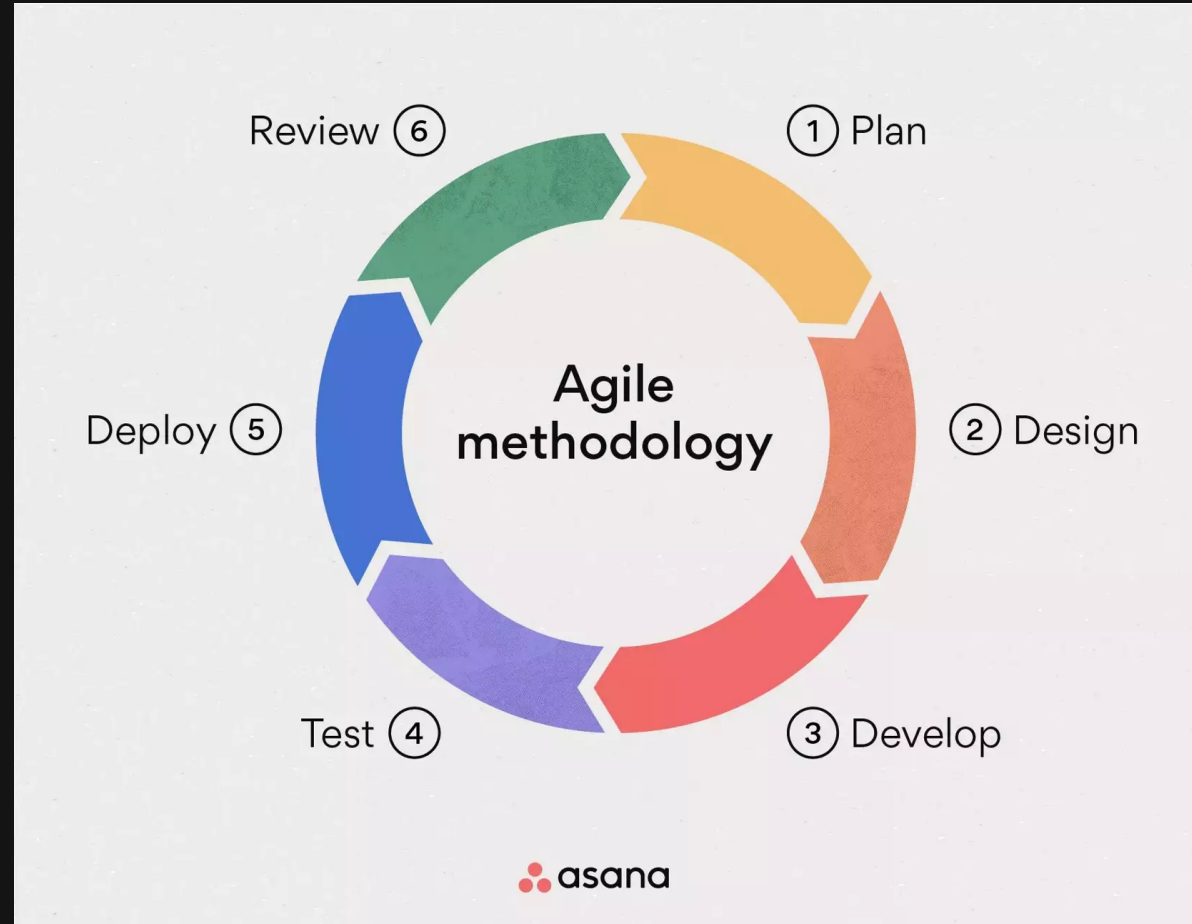 Review 6
1 Plan
Agile
methodology
Deploy 5
2 Design
Test 4
3 Develop
asana